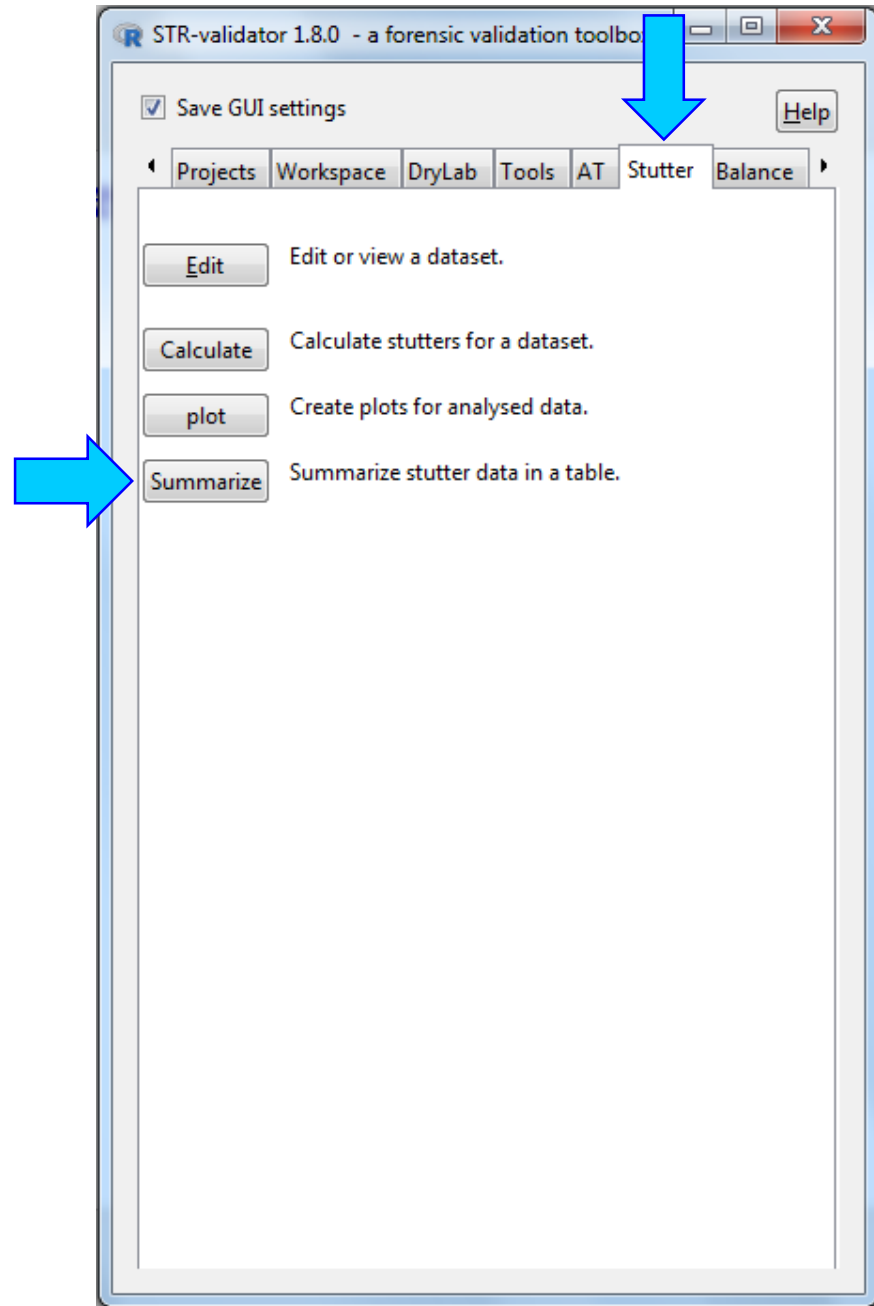 STR-validator 1.8.0 - a forensic validation toolbo
Save GUI settings
Help
Projects Workspace DryLab Tools AT Stutter Balance
Edit Edit or view a dataset.
Calculate Calculate stutters for a dataset.
plot Create plots for analysed data.
Summarize Summarize stutter data in a table.